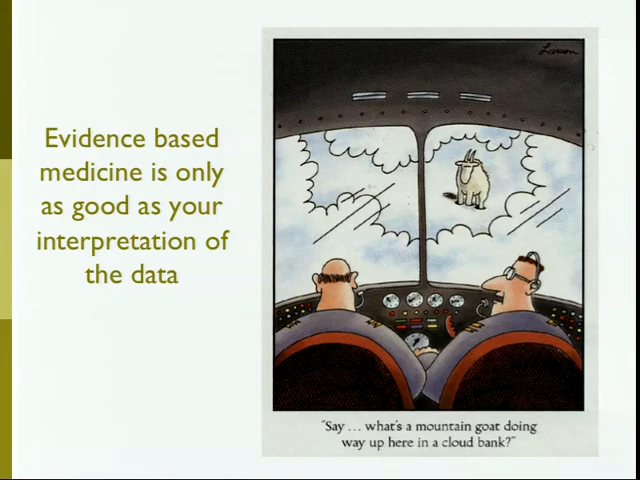 Evidence based
medicine is only
as good as your
interpretation of
the data
Larson
"Say ... what's a mountain goat doing
way up here in a cloud bank?"